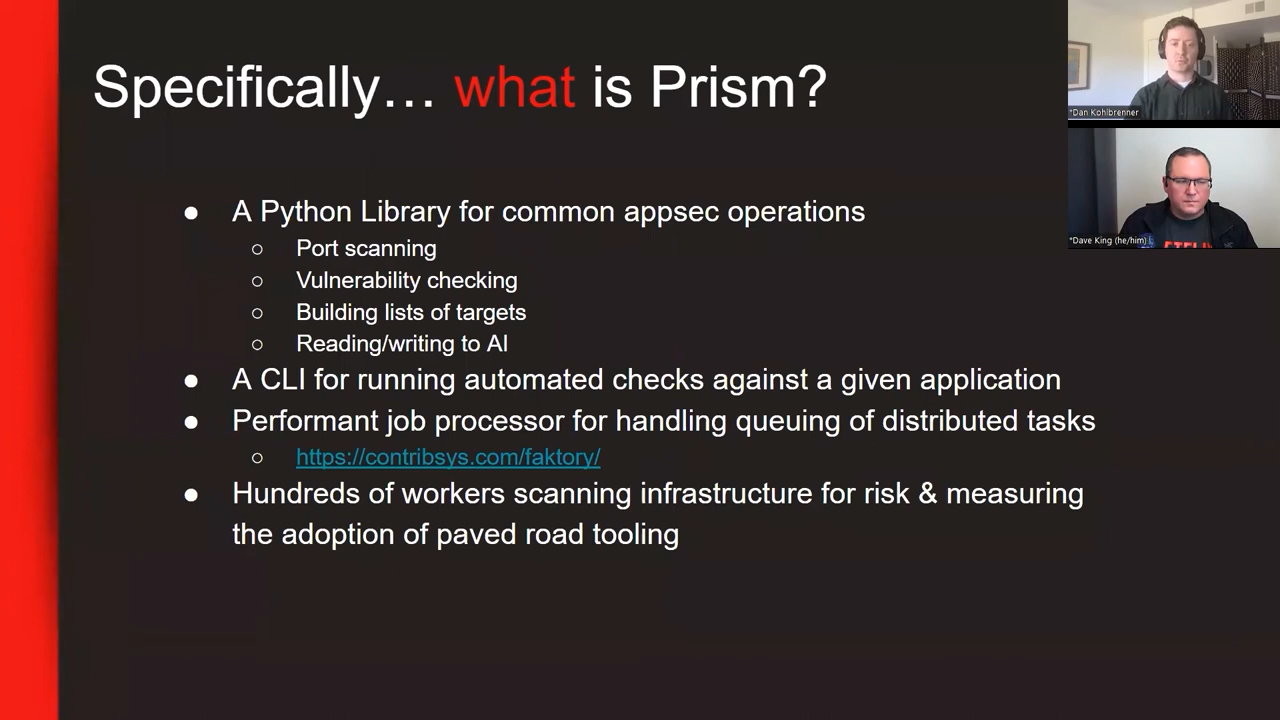 Specifically… what is Prism?
● A Python Library for common appsec operations
○ Port scanning
○ Vulnerability checking
○ Building lists of targets
○ Reading/writing to AI
● A CLI for running automated checks against a given application
● Performant job processor for handling queuing of distributed tasks
○ https://contribsys.com/faktory/
● Hundreds of workers scanning infrastructure for risk & measuring
the adoption of paved road tooling
*Dan Kohlbrenner
*Dave King (he/him)